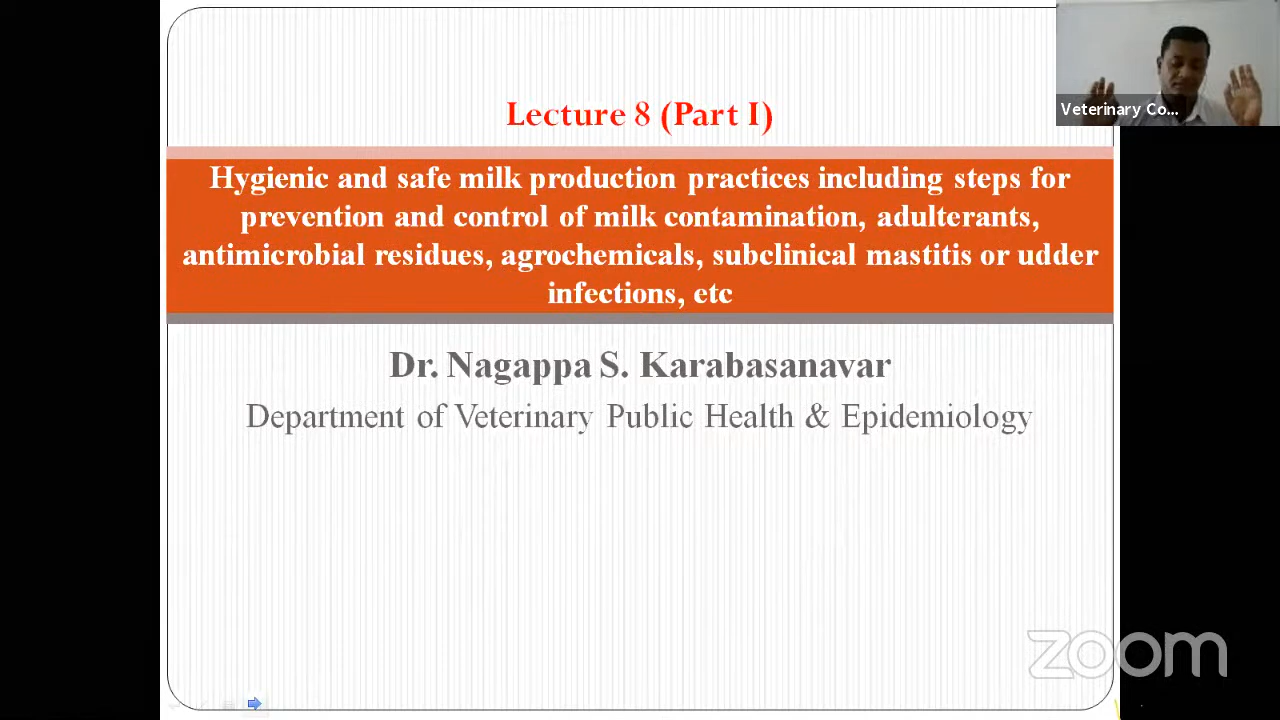 Lecture 8 (Part I)
Veterinary Co...
Hygienic and safe milk production practices including steps for
prevention and control of milk contamination, adulterants,
antimicrobial residues, agrochemicals, subclinical mastitis or udder
infections, etc
Dr. Nagappa S. Karabasanavar
Department of Veterinary Public Health & Epidemiology
zoom